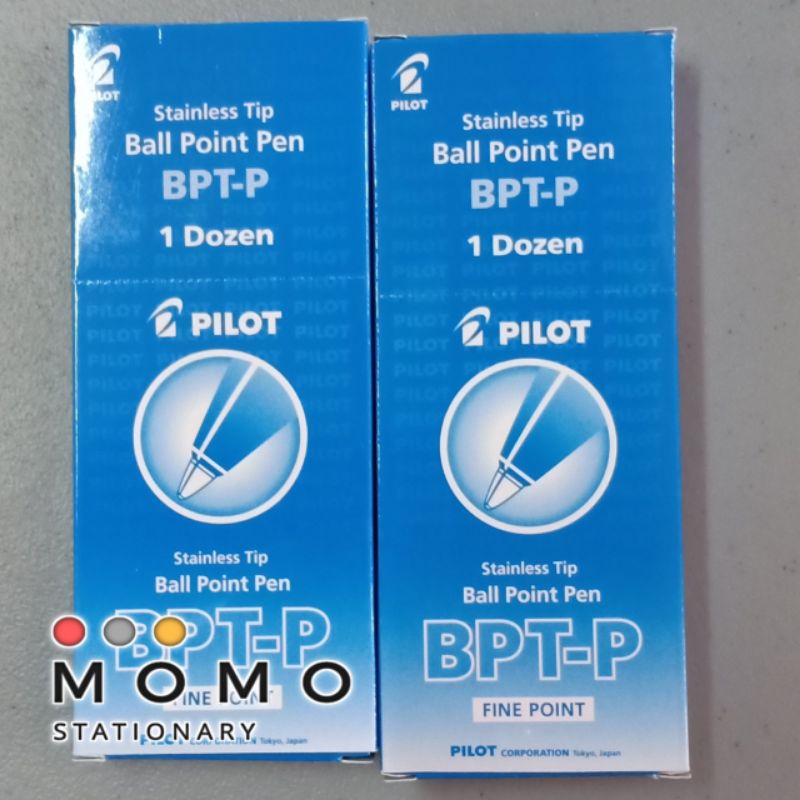 PILOT
Stainless Tip
Ball Point Pen
BPT-P
1 Dozen
PILOT
Stainless Tip
Ball Point Pen
BPT-P
FINE POINT
PILOT CORPORATION Tokyo, Japan
MOMO
STATIONARY
PILOT
Stainless Tip
Ball Point Pen
BPT-P
1 Dozen
PILOT
Stainless Tip
Ball Point Pen
BPT-P
FINE POINT
PILOT CORPORATION Tokyo, Japan